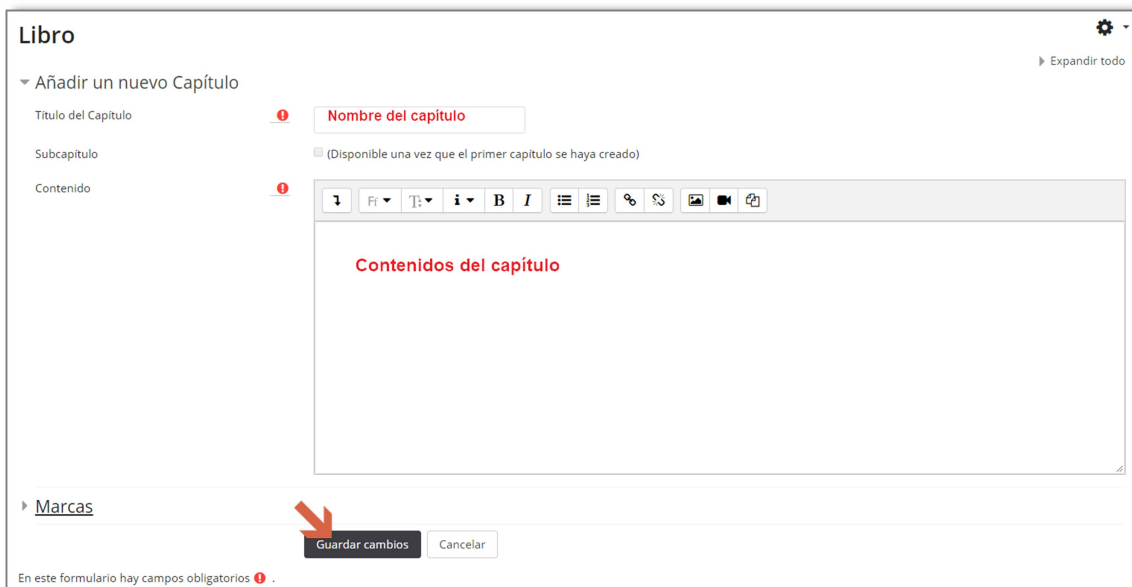 Libro
Expandir todo
Añadir un nuevo Capítulo
Título del Capítulo
Nombre del capítulo
Subcapítulo
(Disponible una vez que el primer capítulo se haya creado)
Contenido
Ff T i B I
Contenidos del capítulo
Marcas
Guardar cambios Cancelar
En este formulario hay campos obligatorios .